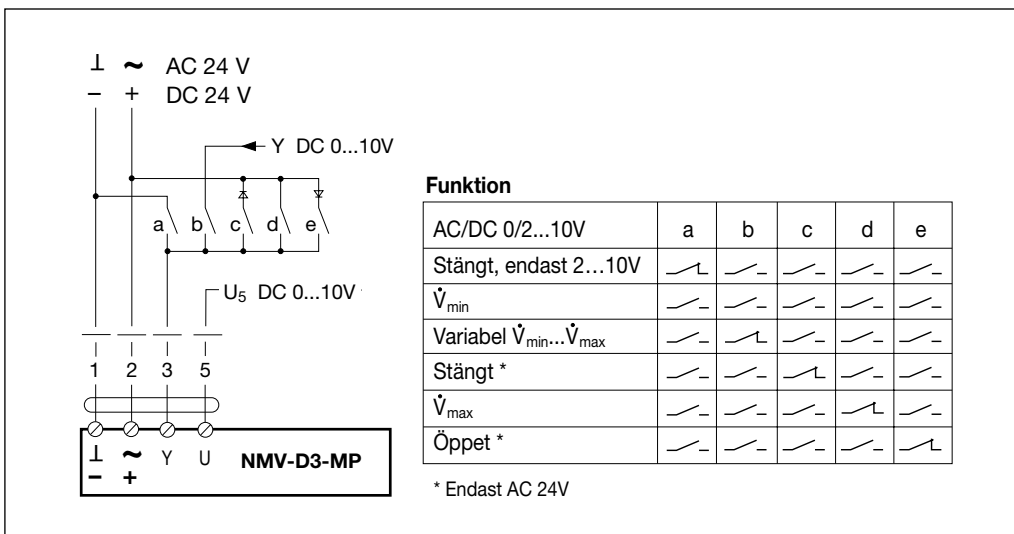 ⊥ ~ AC 24 V
− + DC 24 V
Y DC 0...10V
a b c d e
U₅ DC 0...10V
1 2 3 5
⊥ ~ Y U NMV-D3-MP
− +
Funktion
AC/DC 0/2...10V a b c d e
Stängt, endast 2…10V
V̇min
Variabel V̇min...V̇max
Stängt *
V̇max
Öppet *
* Endast AC 24V